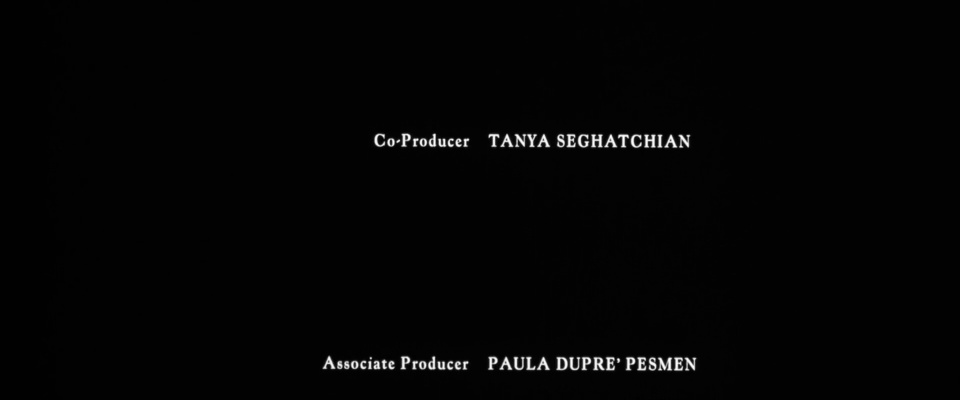 Co-Producer TANYA SEGHATCHIAN
Associate Producer PAULA DUPRE' PESMEN